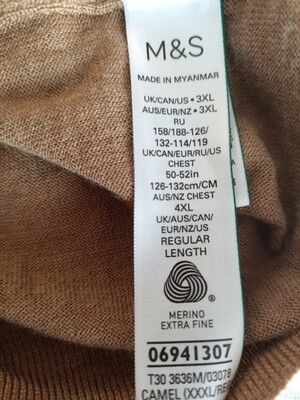 M&S
MADE IN MYANMAR
UK/CAN/US • 3XL
AUS/EUR/NZ • 3XL
RU
158/188-126/
132-114/119
UK/CAN/EUR/RU/US
CHEST
50-52in
126-132cm/CM
AUS/NZ CHEST
4XL
UK/AUS/CAN/
EUR/NZ/US
REGULAR
LENGTH
®
MERINO
EXTRA FINE
06941307
T30 3636M/03078
CAMEL (XXXL/RE